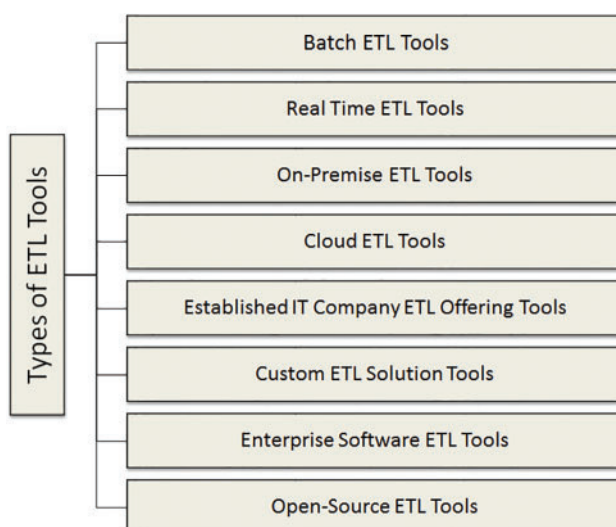 Types of ETL Tools
Batch ETL Tools
Real Time ETL Tools
On-Premise ETL Tools
Cloud ETL Tools
Established IT Company ETL Offering Tools
Custom ETL Solution Tools
Enterprise Software ETL Tools
Open-Source ETL Tools